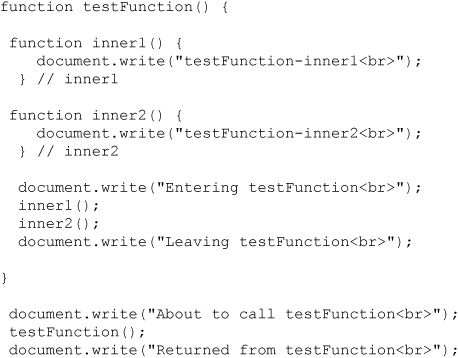 function testFunction() {
function inner1() {
document.write("testFunction-inner1<br>");
} // inner1
function inner2() {
document.write("testFunction-inner2<br>");
} // inner2
document.write("Entering testFunction<br>");
inner1();
inner2();
document.write("Leaving testFunction<br>");
}
document.write("About to call testFunction<br>");
testFunction();
document.write("Returned from testFunction<br>");